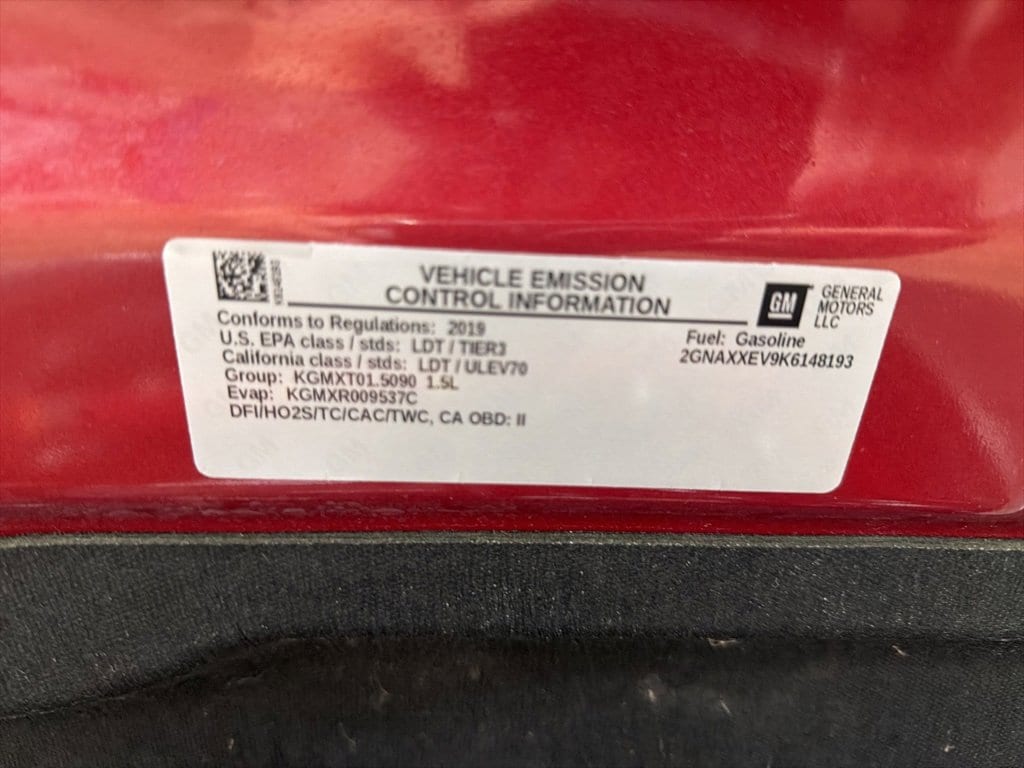 VEHICLE EMISSION
CONTROL INFORMATION
GM
GENERAL
MOTORS
LLC
Conforms to Regulations: 2019
U.S. EPA class / stds: LDT / TIER3
California class / stds: LDT / ULEV70
Group: KGMXT01.5090 1.5L
Evap: KGMXR009537C
DFI/HO2S/TC/CAC/TWC, CA OBD: II
Fuel: Gasoline
2GNAXXEV9K6148193